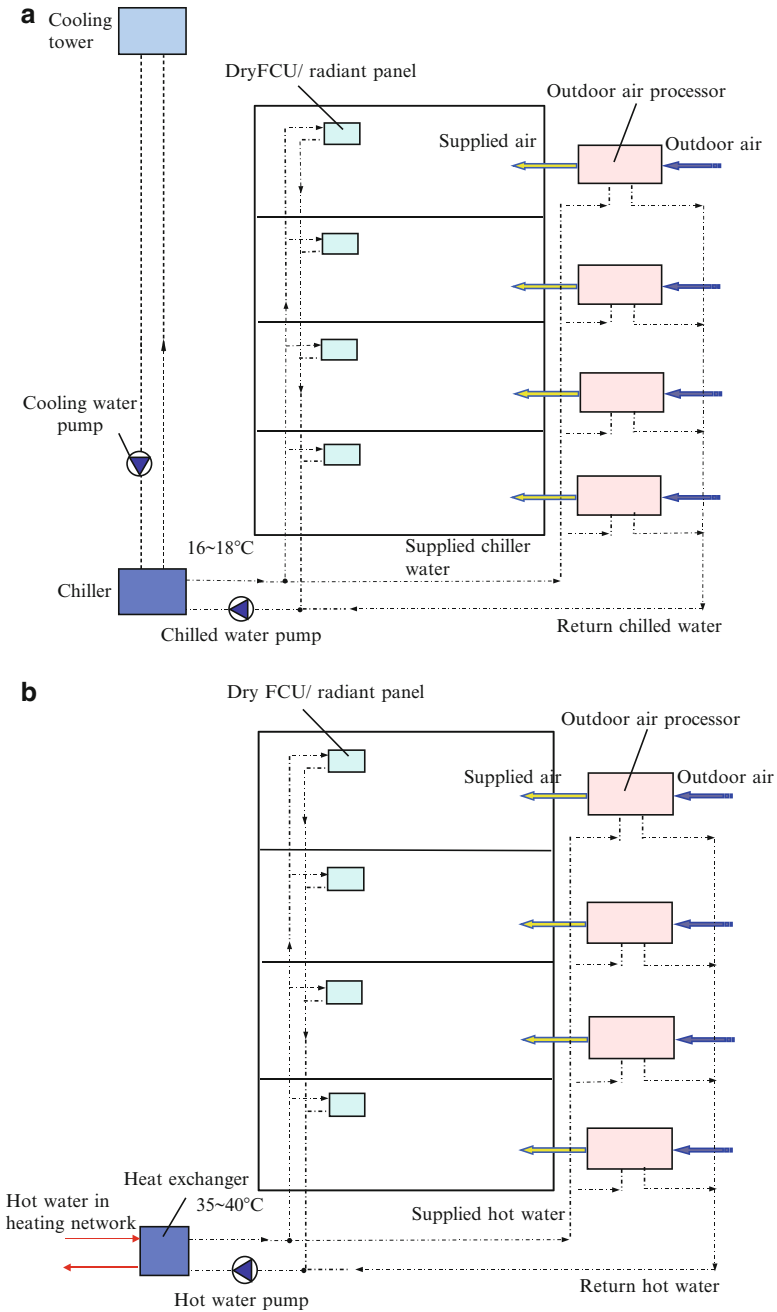 a
Cooling
tower
DryFCU/ radiant panel
Outdoor air processor
Supplied air
Outdoor air
Cooling water
pump
16~18°C
Supplied chiller
water
Chiller
Chilled water pump
Return chilled water
b
Dry FCU/ radiant panel
Outdoor air processor
Supplied air
Outdoor air
Heat exchanger
35~40°C
Hot water in
heating network
Supplied hot water
Hot water pump
Return hot water